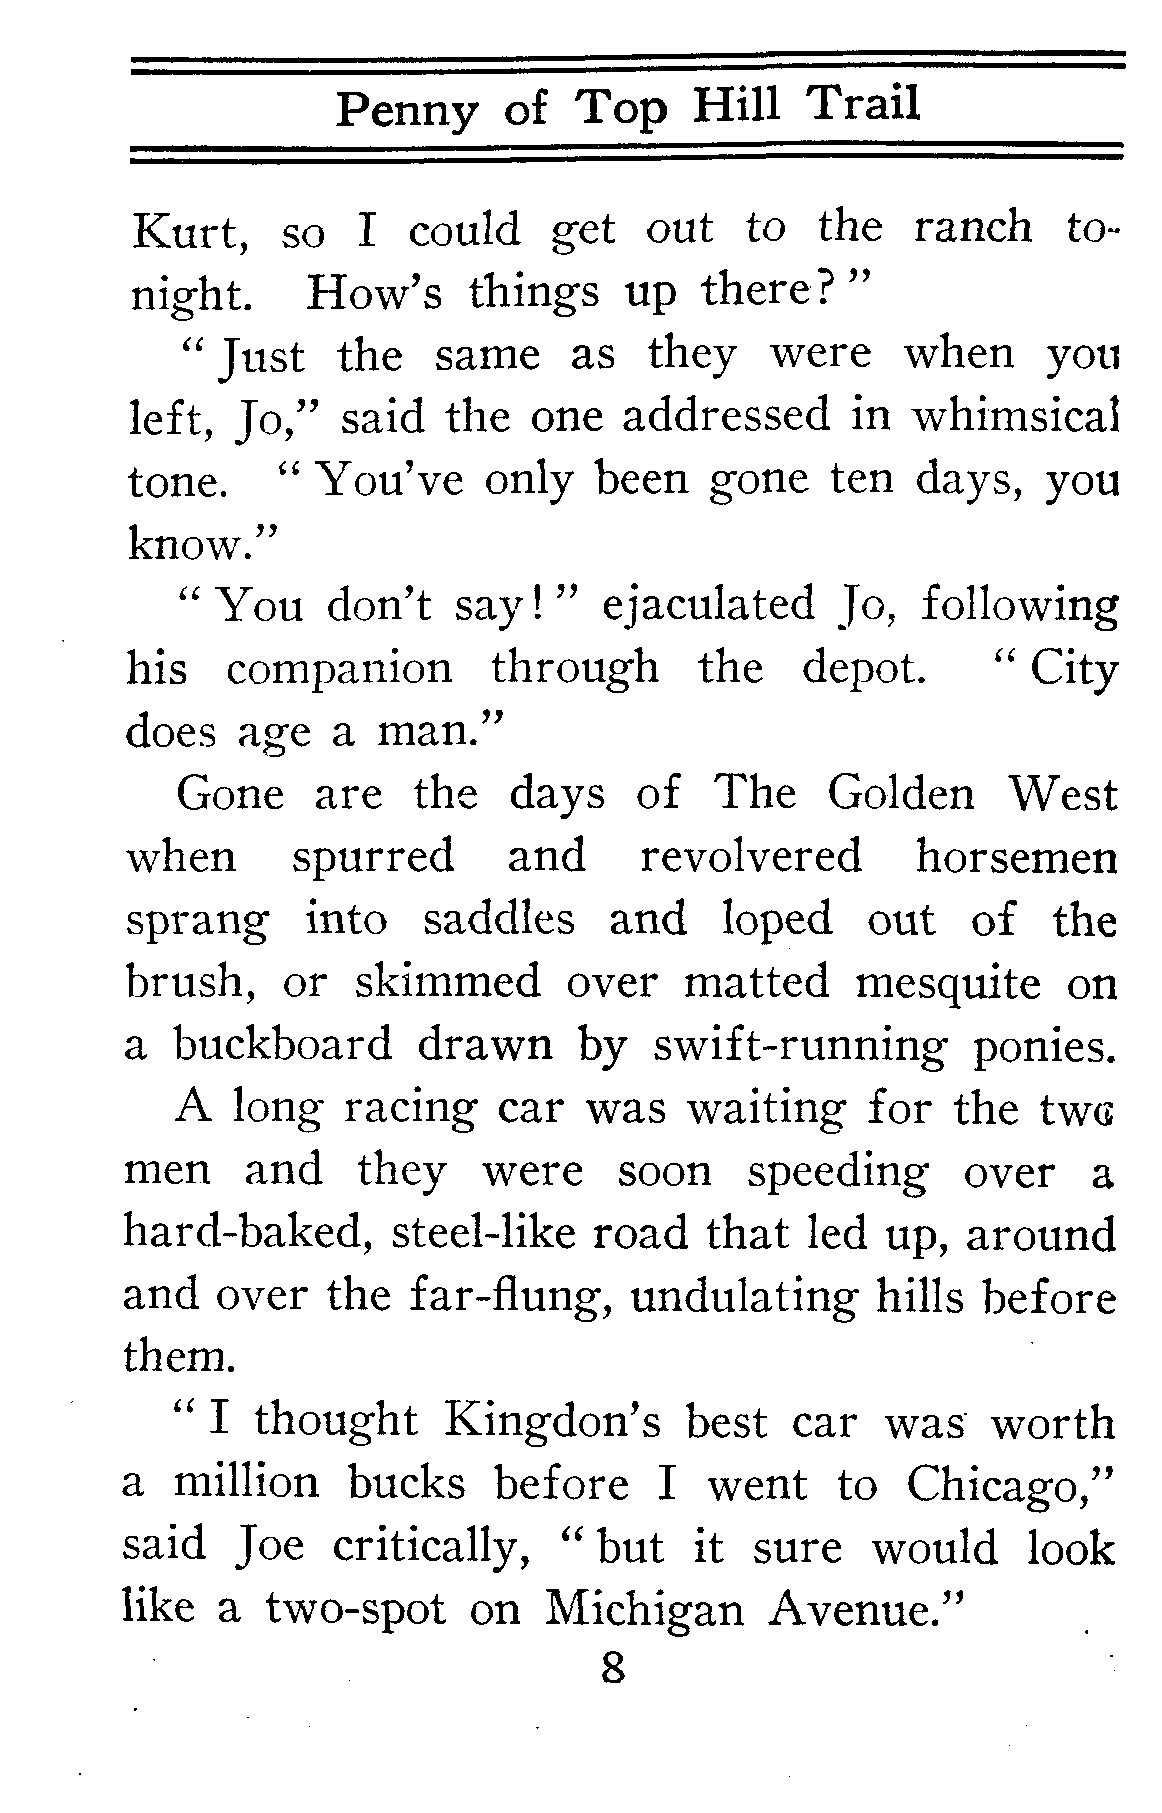 Penny of Top Hill Trail
Kurt, so I could get out to the ranch to-
night. How's things up there?"
"Just the same as they were when you
left, Jo," said the one addressed in whimsical
tone. "You've only been gone ten days, you
know."
"You don't say!" ejaculated Jo, following
his companion through the depot. "City
does age a man."
Gone are the days of The Golden West
when spurred and revolvered horsemen
sprang into saddles and loped out of the
brush, or skimmed over matted mesquite on
a buckboard drawn by swift-running ponies.
A long racing car was waiting for the two
men and they were soon speeding over a
hard-baked, steel-like road that led up, around
and over the far-flung, undulating hills before
them.
"I thought Kingdon's best car was worth
a million bucks before I went to Chicago,"
said Joe critically, "but it sure would look
like a two-spot on Michigan Avenue."
8